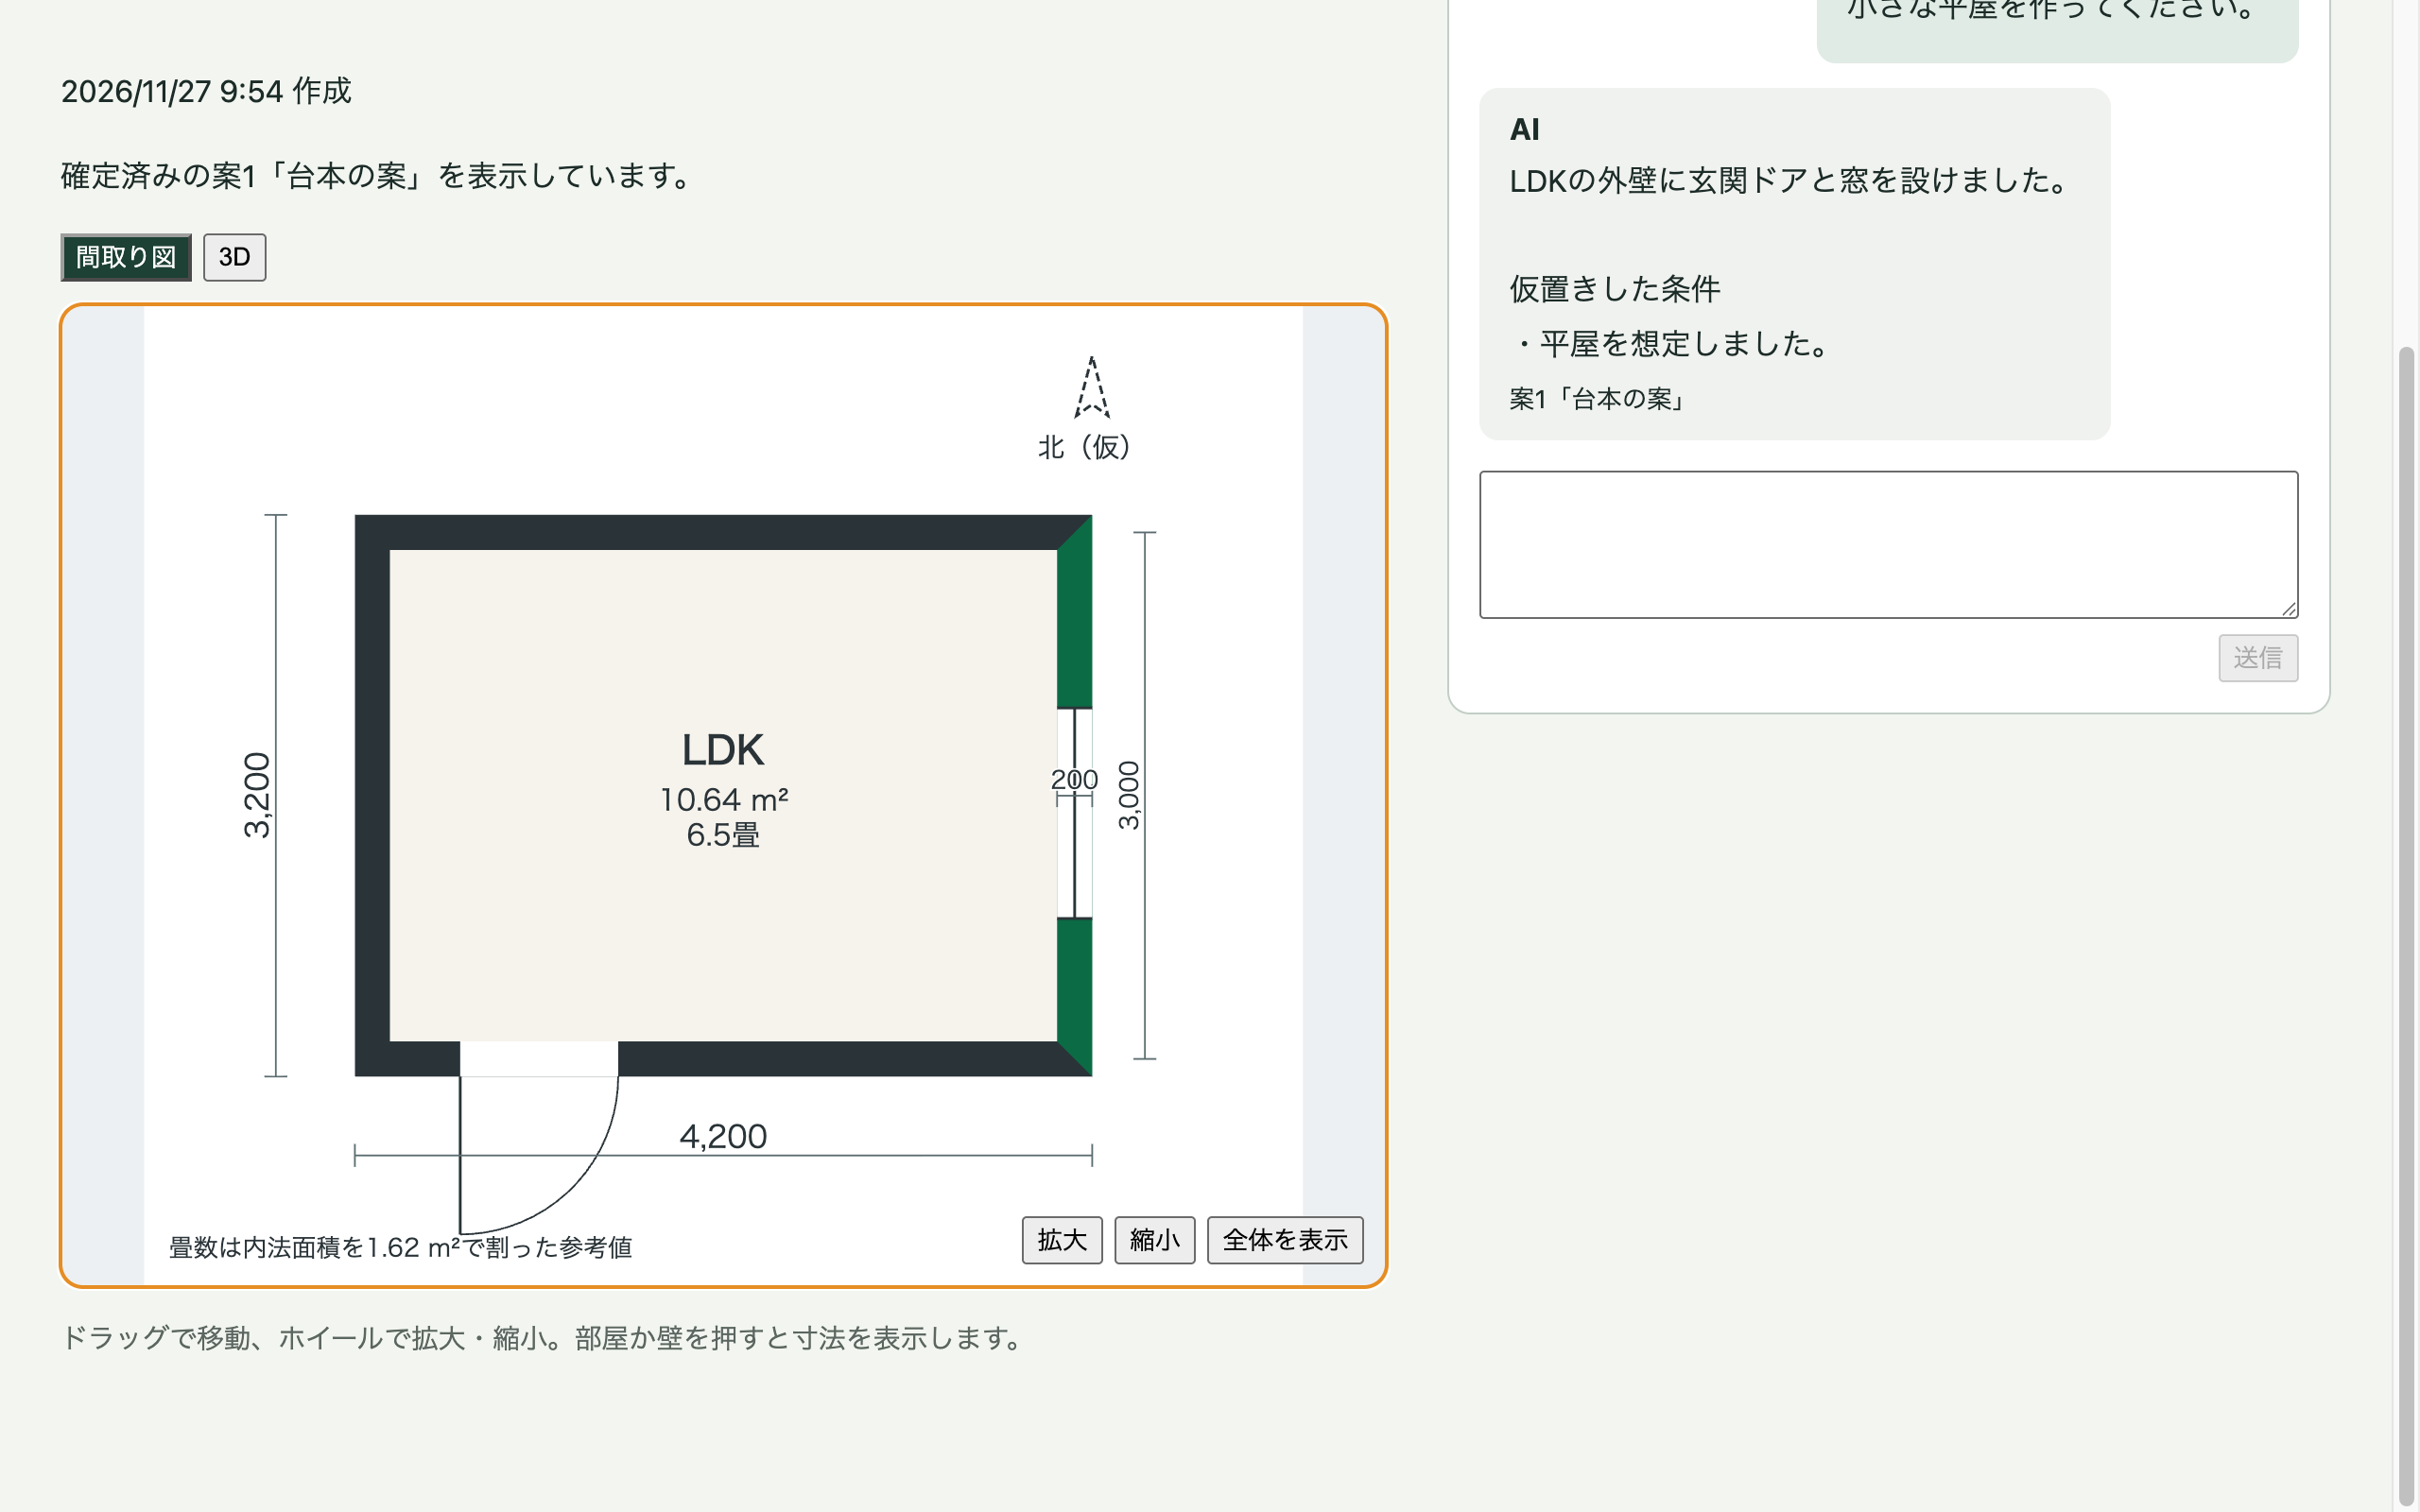 小さな平屋を作ってください。
2026/11/27 9:54 作成
確定済みの案1「台本の案」を表示しています。
間取り図
3D
北（仮）
3,200
LDK
10.64 m²
6.5畳
200
3,000
4,200
畳数は内法面積を1.62 m²で割った参考値
拡大
縮小
全体を表示
ドラッグで移動、ホイールで拡大・縮小。部屋か壁を押すと寸法を表示します。
AI
LDKの外壁に玄関ドアと窓を設けました。
仮置きした条件
・平屋を想定しました。
案1「台本の案」
送信